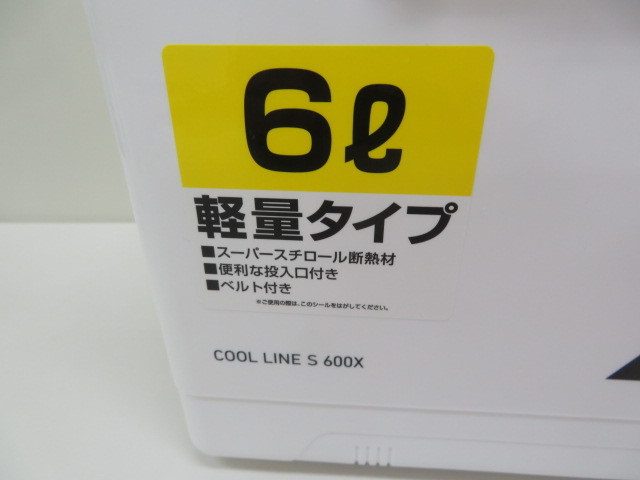 6ℓ
軽量タイプ
■スーパースチロール断熱材
■便利な投入口付き
■ベルト付き
※ご使用の際は、このシールをはがしてください。
COOL LINE S 600X